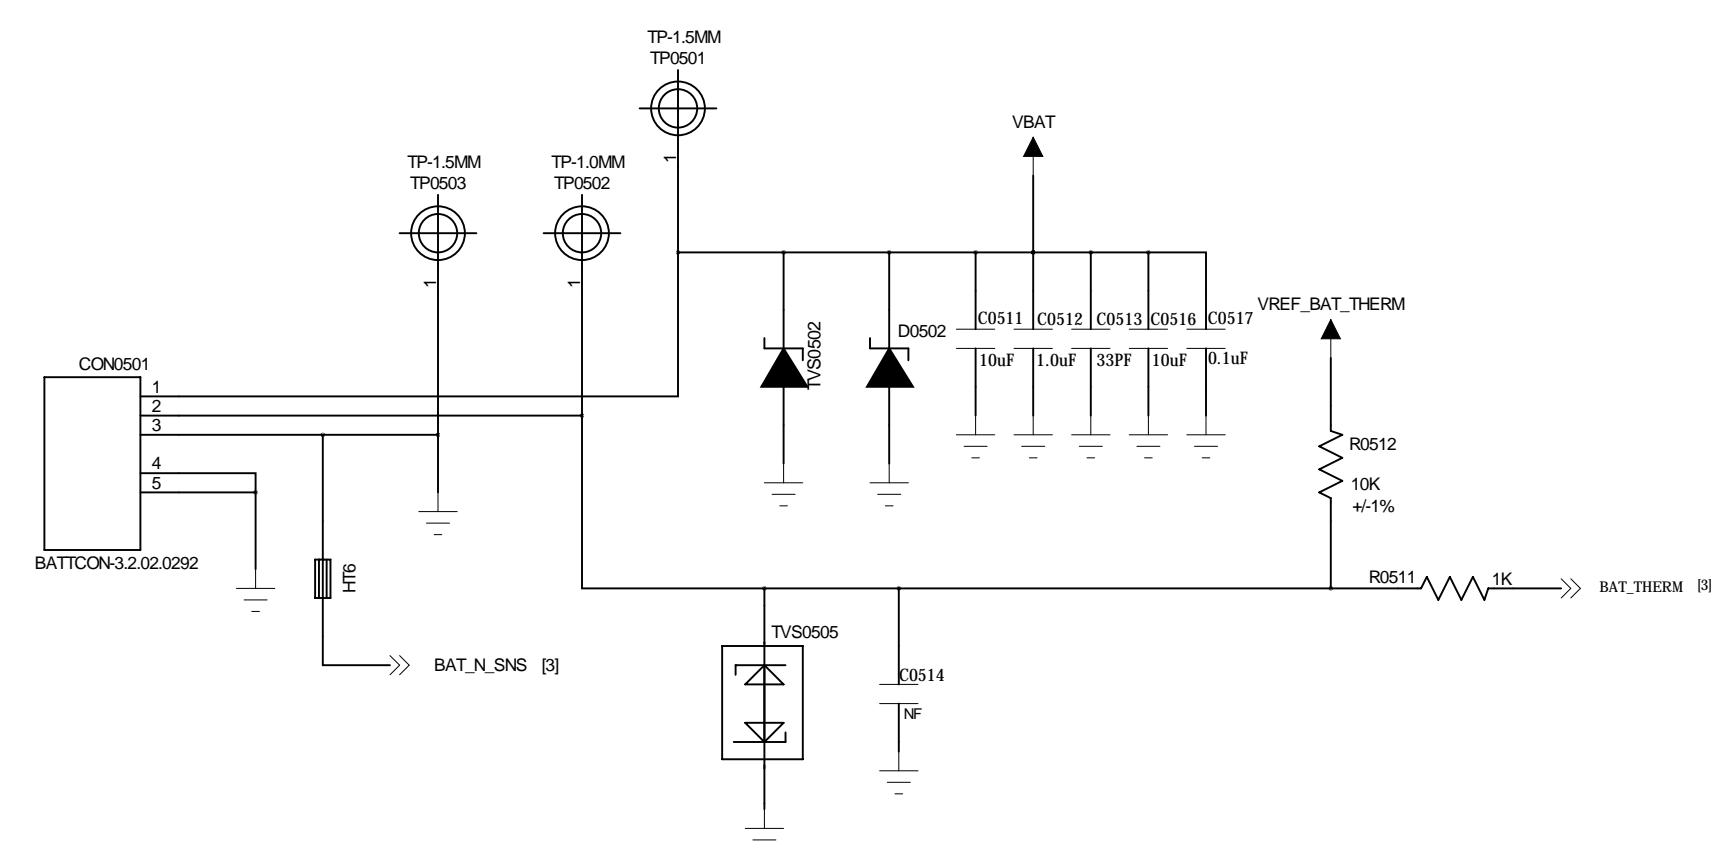 TP-1.5MM
TP0501
1
VBAT
TP-1.5MM
TP0503
1
TP-1.0MM
TP0502
1
VREF_BAT_THERM
C0511
10uF
C0512
1.0uF
C0513
33PF
C0516
10uF
C0517
0.1uF
TVS0502
D0502
CON0501
1
2
3
4
5
BATTCON-3.2.02.0292
R0512
10K
+/-1%
HT6
R0511
1K
BAT_THERM [3]
TVS0505
BAT_N_SNS [3]
C0514
NF